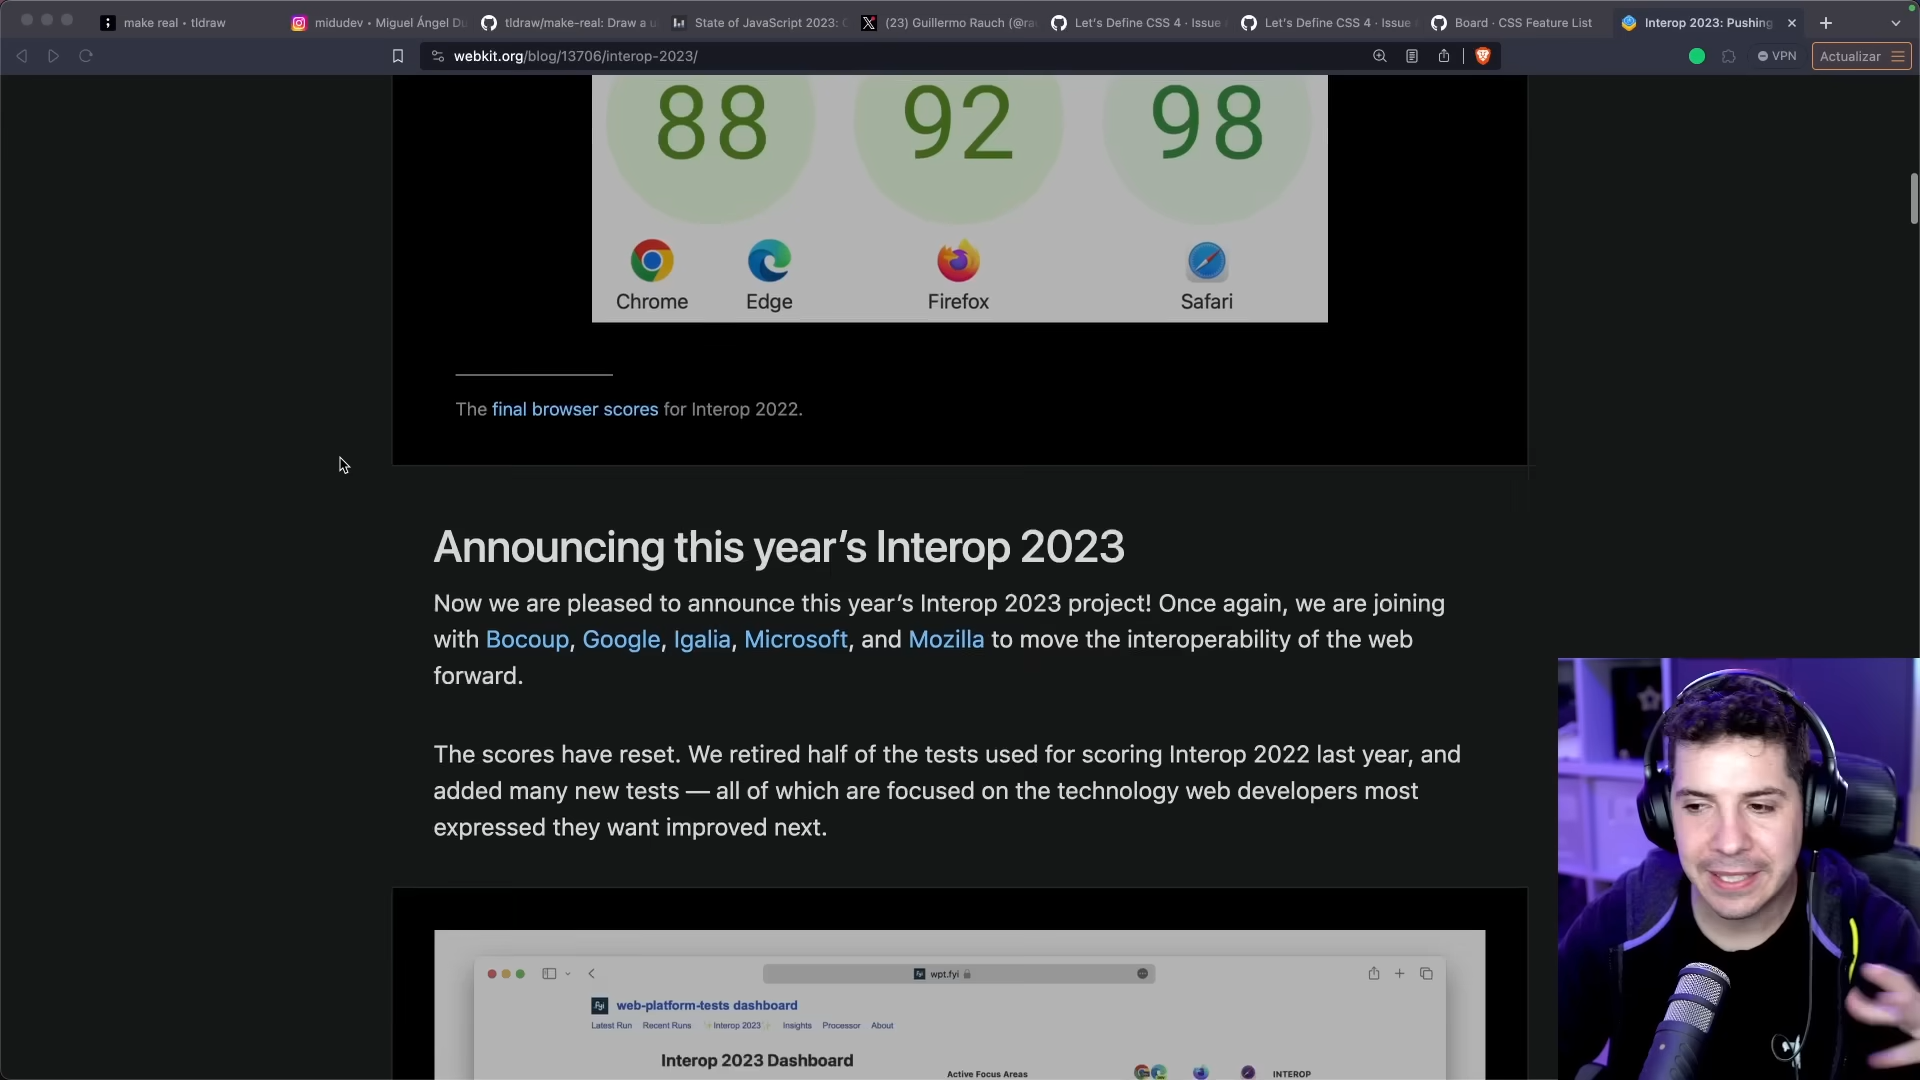 make real • tldraw
midudev • Miguel Ángel Du
tldraw/make-real: Draw a u
State of JavaScript 2023:
(23) Guillermo Rauch (@ra
Let's Define CSS 4 · Issue
Let's Define CSS 4 · Issue
Board · CSS Feature List
Interop 2023: Pushing
webkit.org/blog/13706/interop-2023/
VPN
Actualizar
88
92
98
Chrome
Edge
Firefox
Safari
The final browser scores for Interop 2022.
Announcing this year’s Interop 2023
Now we are pleased to announce this year’s Interop 2023 project! Once again, we are joining
with Bocoup, Google, Igalia, Microsoft, and Mozilla to move the interoperability of the web
forward.
The scores have reset. We retired half of the tests used for scoring Interop 2022 last year, and
added many new tests — all of which are focused on the technology web developers most
expressed they want improved next.
wpt.fyi
web-platform-tests dashboard
Latest Run Recent Runs Interop 2023 Insights Processor About
Interop 2023 Dashboard
Active Focus Areas
INTEROP